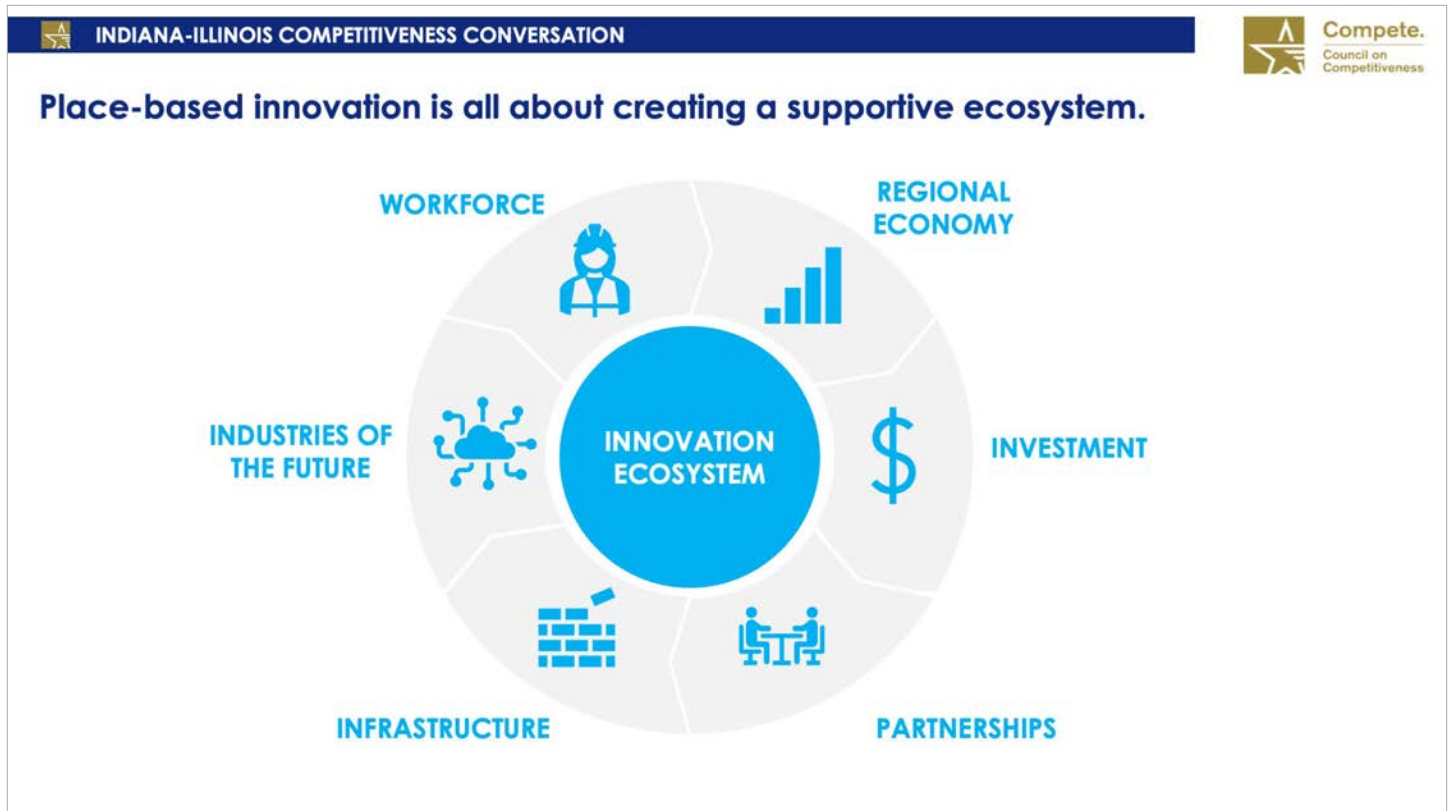 INDIANA-ILLINOIS COMPETITIVENESS CONVERSATION
Compete.
Council on
Competitiveness
Place-based innovation is all about creating a supportive ecosystem.
WORKFORCE
REGIONAL
ECONOMY
INDUSTRIES OF
THE FUTURE
INNOVATION
ECOSYSTEM
$
INVESTMENT
INFRASTRUCTURE
PARTNERSHIPS